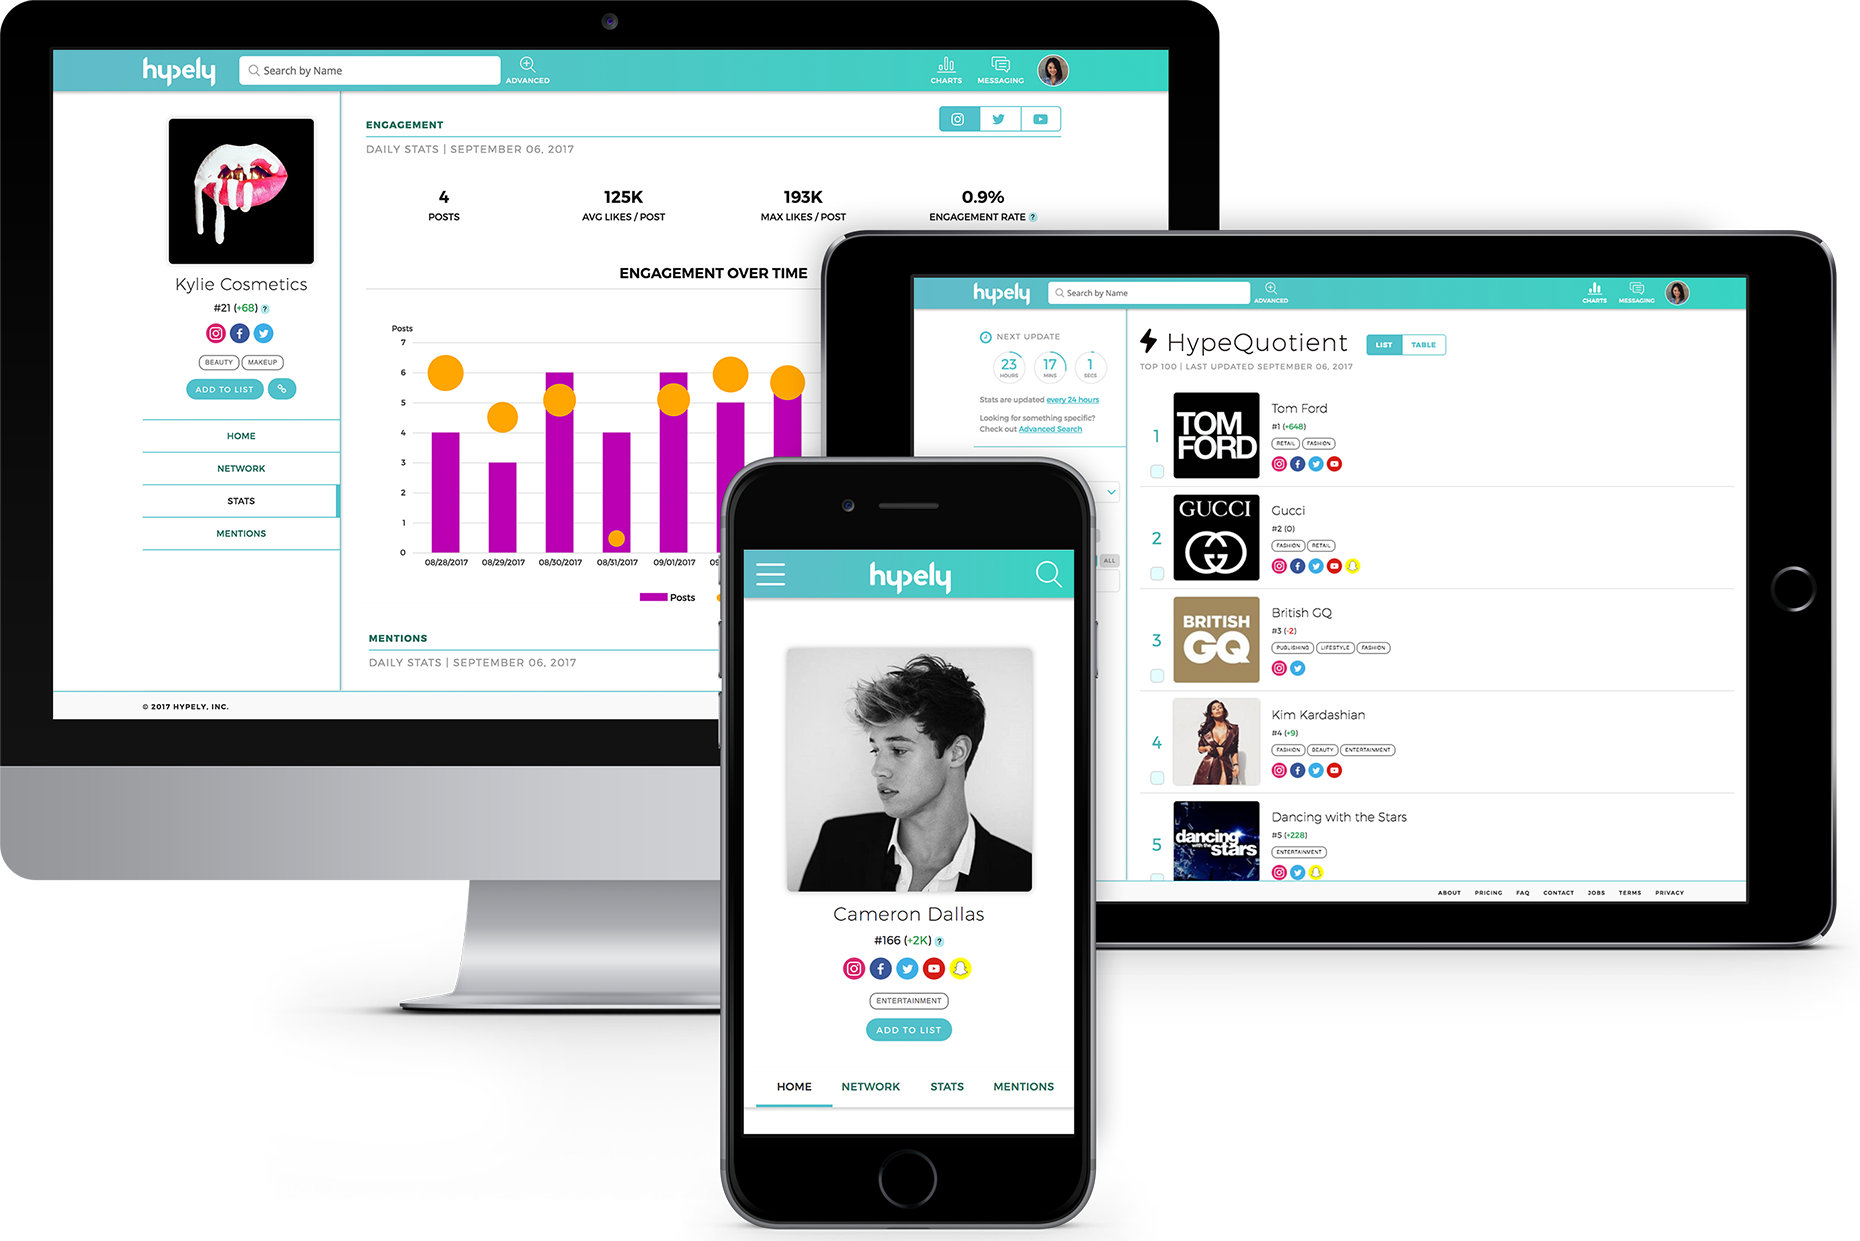 hypely
Search by Name
ADVANCED
CHARTS
MESSAGING
Kylie Cosmetics
#21 (+68) ?
BEAUTY
MAKEUP
ADD TO LIST
HOME
NETWORK
STATS
MENTIONS
ENGAGEMENT
DAILY STATS | SEPTEMBER 06, 2017
4
POSTS
125K
AVG LIKES / POST
193K
MAX LIKES / POST
0.9%
ENGAGEMENT RATE ?
ENGAGEMENT OVER TIME
Posts
7
6
5
4
3
2
1
0
08/28/2017
08/29/2017
08/30/2017
08/31/2017
09/01/2017
Posts
MENTIONS
DAILY STATS | SEPTEMBER 06, 2017
© 2017 HYPELY, INC.
hypely
Search by Name
ADVANCED
CHARTS
MESSAGING
NEXT UPDATE
23
HOURS
17
MINS
1
SECS
Stats are updated every 24 hours
Looking for something specific?
Check out Advanced Search
ALL
HypeQuotient
LIST
TABLE
TOP 100 | LAST UPDATED SEPTEMBER 06, 2017
1
TOM
FORD
Tom Ford
#1 (+648)
RETAIL
FASHION
2
GUCCI
Gucci
#2 (0)
FASHION
RETAIL
3
BRITISH
GQ
British GQ
#3 (-2)
PUBLISHING
LIFESTYLE
FASHION
4
Kim Kardashian
#4 (+9)
FASHION
BEAUTY
ENTERTAINMENT
5
dancing
with the
stars
Dancing with the Stars
#5 (+228)
ENTERTAINMENT
ABOUT
PRICING
FAQ
CONTACT
JOBS
TERMS
PRIVACY
hypely
Cameron Dallas
#166 (+2K) ?
ENTERTAINMENT
ADD TO LIST
HOME
NETWORK
STATS
MENTIONS